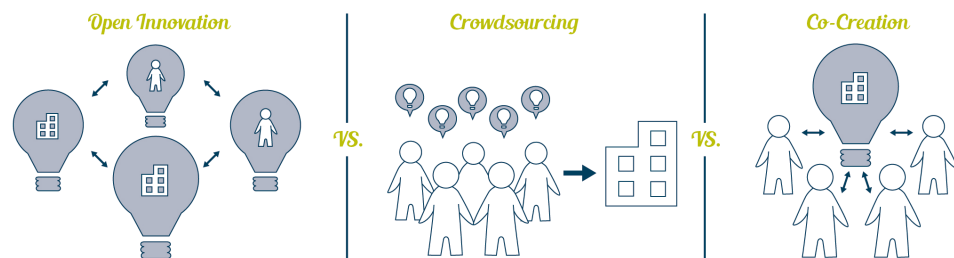 Open Innovation
VS.
Crowdsourcing
VS.
Co-Creation